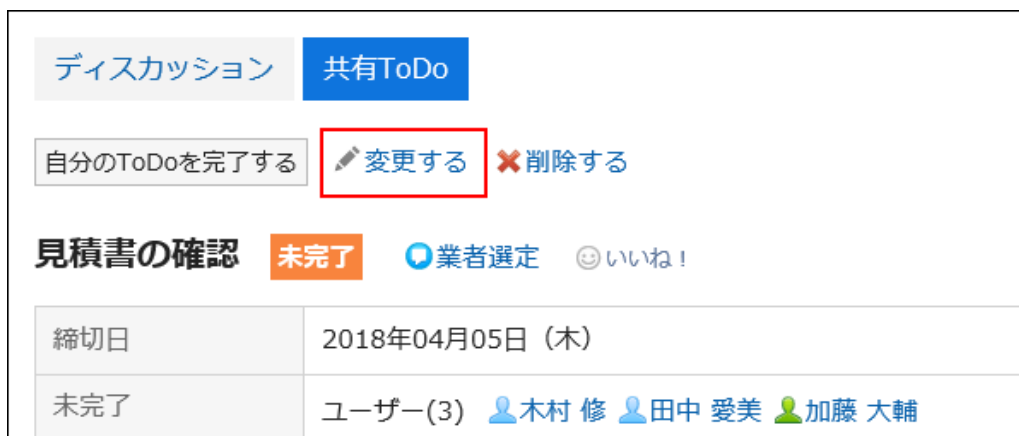 ディスカッション 共有ToDo
自分のToDoを完了する 変更する 削除する
見積書の確認 未完了 業者選定 いいね！
締切日 2018年04月05日（木）
未完了 ユーザー(3) 木村 修 田中 愛美 加藤 大輔